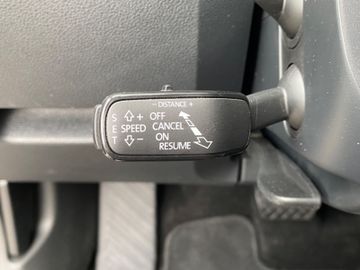 − DISTANCE +
S ⇧+ OFF
E SPEED CANCEL
T ⇩− ON
RESUME